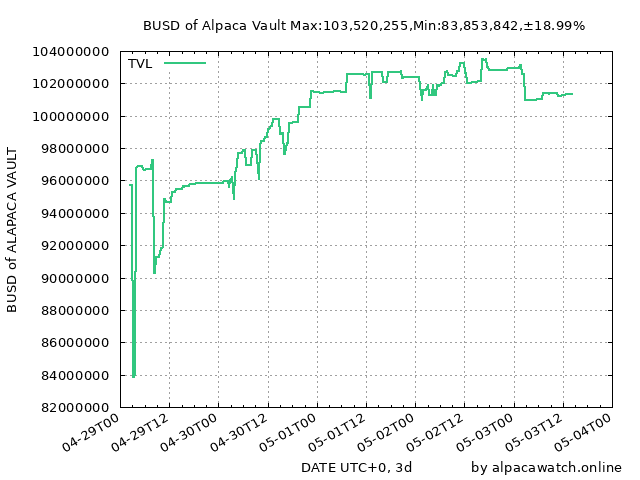 BUSD of Alpaca Vault Max:103,520,255,Min:83,853,842,±18.99%
TVL
104000000
102000000
100000000
98000000
96000000
94000000
92000000
90000000
88000000
86000000
84000000
82000000
BUSD of ALAPACA VAULT
04-29T00
04-29T12
04-30T00
04-30T12
05-01T00
05-01T12
05-02T00
05-02T12
05-03T00
05-03T12
05-04T00
DATE UTC+0, 3d
by alpacawatch.online